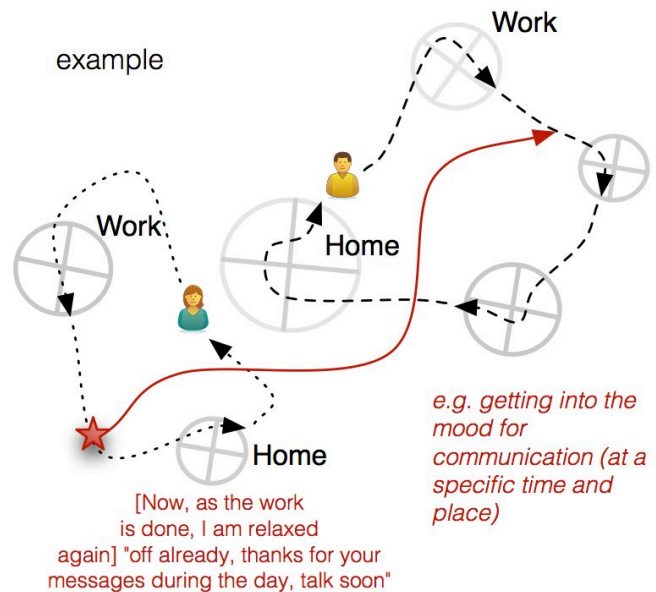 example
Work
Work
Home
Home
e.g. getting into the
mood for
communication (at a
specific time and
place)
[Now, as the work
is done, I am relaxed
again] "off already, thanks for your
messages during the day, talk soon"